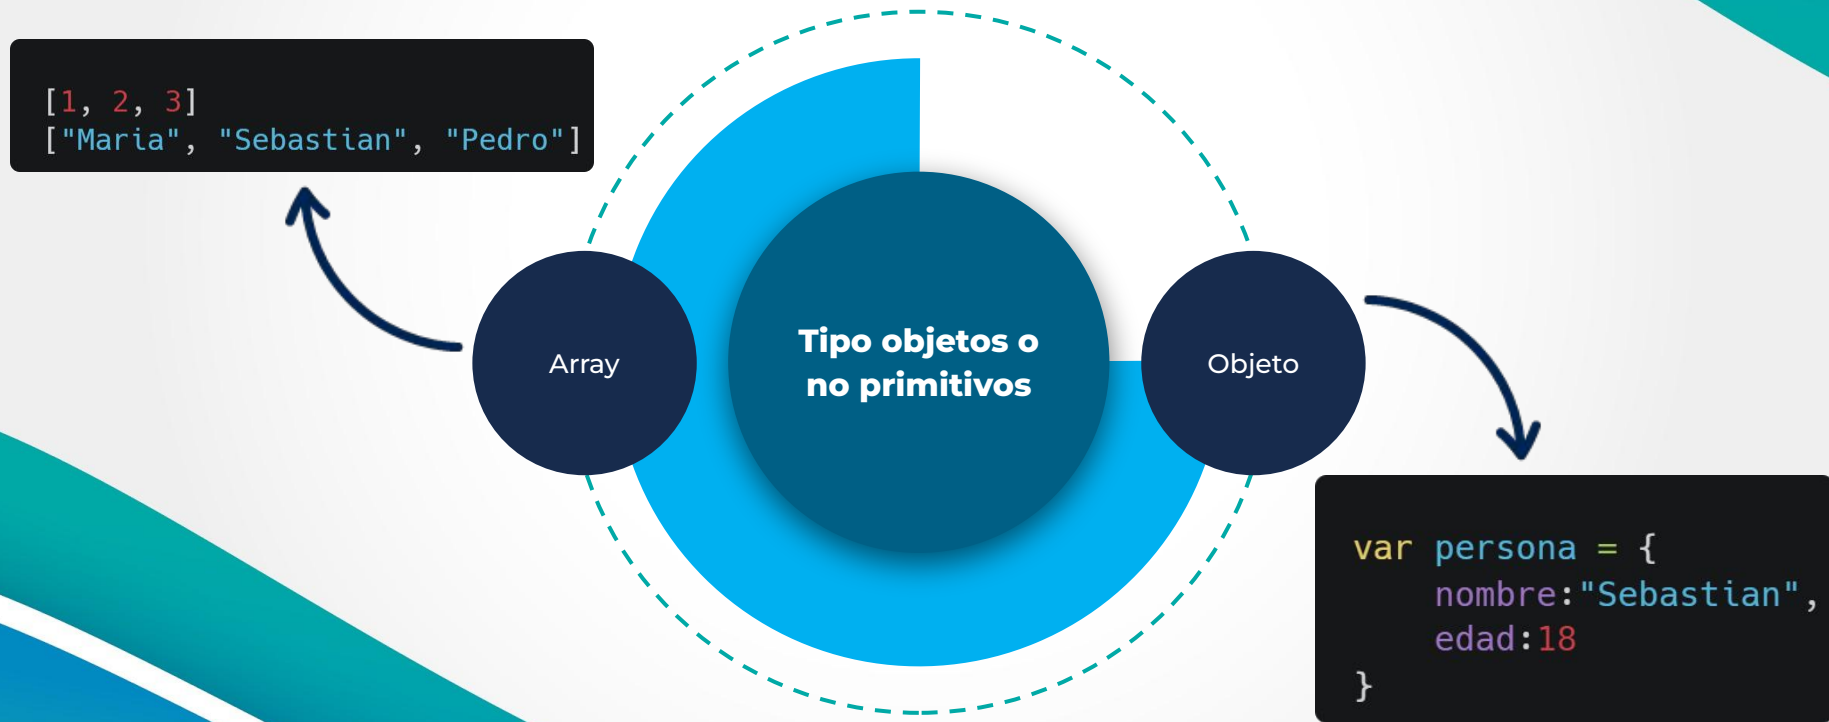 [1, 2, 3]
["Maria", "Sebastian", "Pedro"]
Array
Tipo objetos o
no primitivos
Objeto
var persona = {
    nombre:"Sebastian",
    edad:18
}